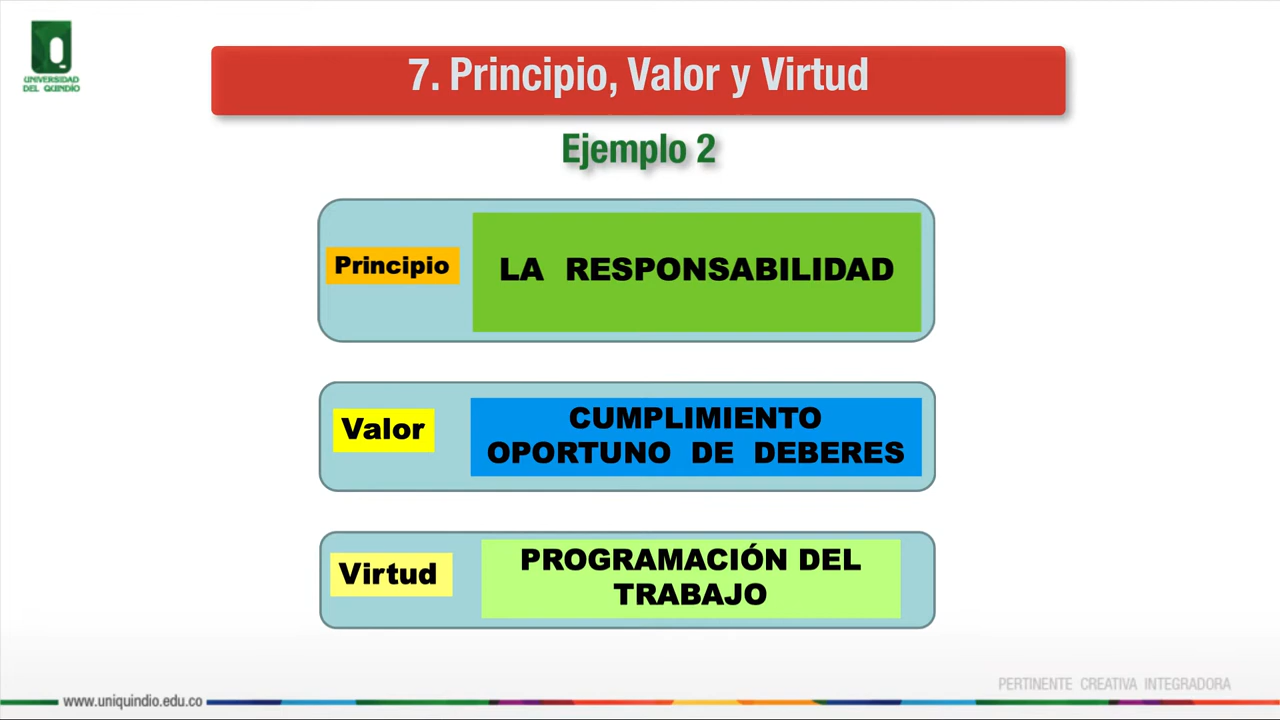 UNIVERSIDAD
DEL QUINDÍO
7. Principio, Valor y Virtud
Ejemplo 2
Principio
LA RESPONSABILIDAD
Valor
CUMPLIMIENTO
OPORTUNO DE DEBERES
Virtud
PROGRAMACIÓN DEL
TRABAJO
PERTINENTE CREATIVA INTEGRADORA
www.uniquindio.edu.co